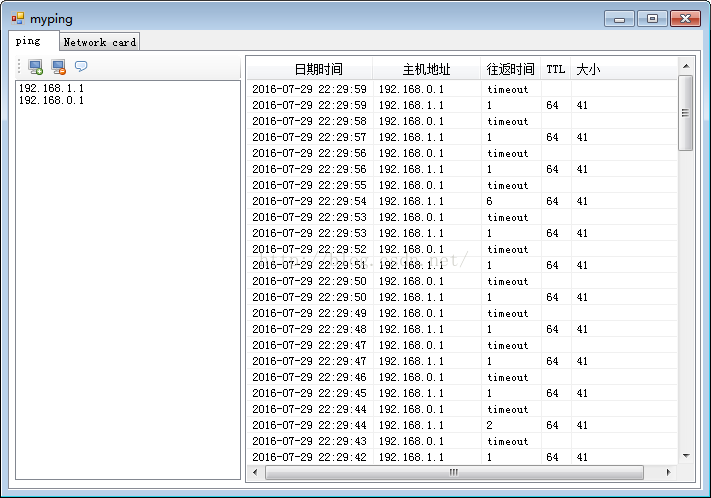 myping
ping Network card
192.168.1.1
192.168.0.1
日期时间 主机地址 往返时间 TTL 大小
2016-07-29 22:29:59 192.168.0.1 timeout
2016-07-29 22:29:59 192.168.1.1 1 64 41
2016-07-29 22:29:58 192.168.0.1 timeout
2016-07-29 22:29:57 192.168.1.1 1 64 41
2016-07-29 22:29:56 192.168.0.1 timeout
2016-07-29 22:29:56 192.168.1.1 1 64 41
2016-07-29 22:29:55 192.168.0.1 timeout
2016-07-29 22:29:54 192.168.1.1 6 64 41
2016-07-29 22:29:53 192.168.0.1 timeout
2016-07-29 22:29:53 192.168.1.1 1 64 41
2016-07-29 22:29:52 192.168.0.1 timeout
2016-07-29 22:29:51 192.168.1.1 1 64 41
2016-07-29 22:29:50 192.168.0.1 timeout
2016-07-29 22:29:50 192.168.1.1 1 64 41
2016-07-29 22:29:49 192.168.0.1 timeout
2016-07-29 22:29:48 192.168.1.1 1 64 41
2016-07-29 22:29:47 192.168.0.1 timeout
2016-07-29 22:29:47 192.168.1.1 1 64 41
2016-07-29 22:29:46 192.168.0.1 timeout
2016-07-29 22:29:45 192.168.1.1 1 64 41
2016-07-29 22:29:44 192.168.0.1 timeout
2016-07-29 22:29:44 192.168.1.1 2 64 41
2016-07-29 22:29:43 192.168.0.1 timeout
2016-07-29 22:29:42 192.168.1.1 1 64 41